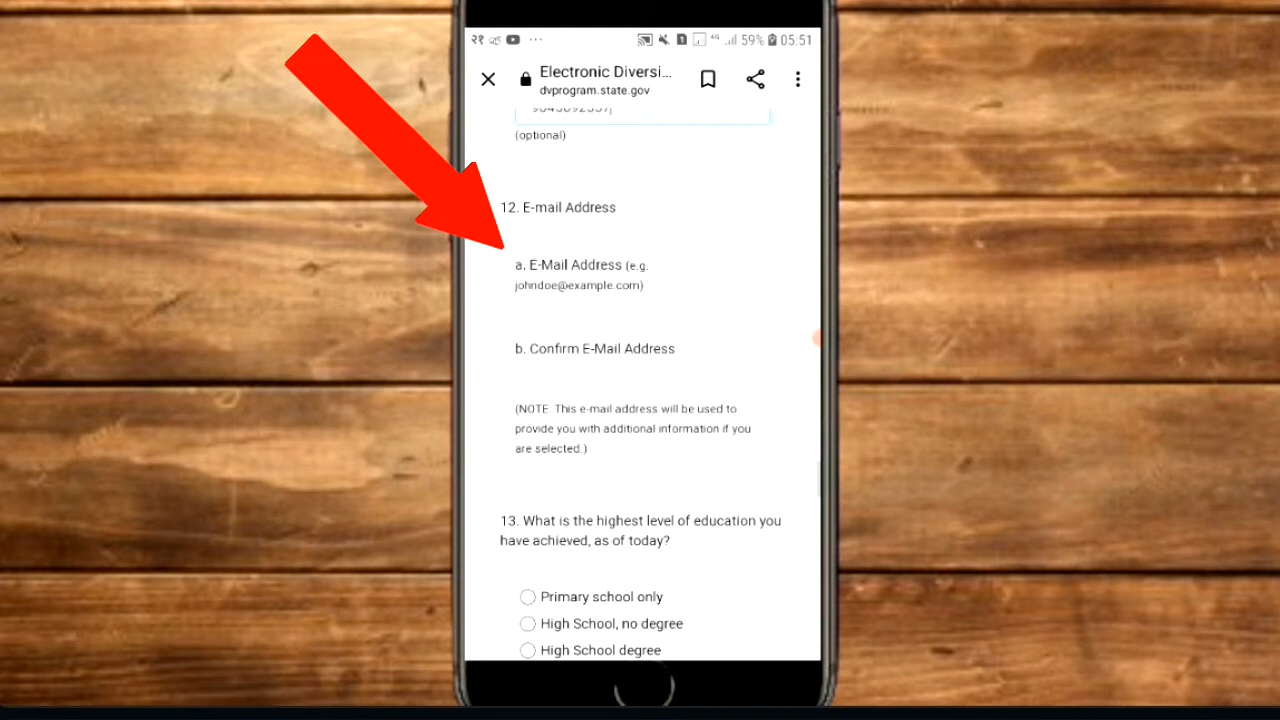 59% 05:51
Electronic Diversi...
dvprogram.state.gov
(optional)
12. E-mail Address
a. E-Mail Address (e.g.
johndoe@example.com)
b. Confirm E-Mail Address
(NOTE This e-mail address will be used to
provide you with additional information if you
are selected.)
13. What is the highest level of education you
have achieved, as of today?
Primary school only
High School, no degree
High School degree